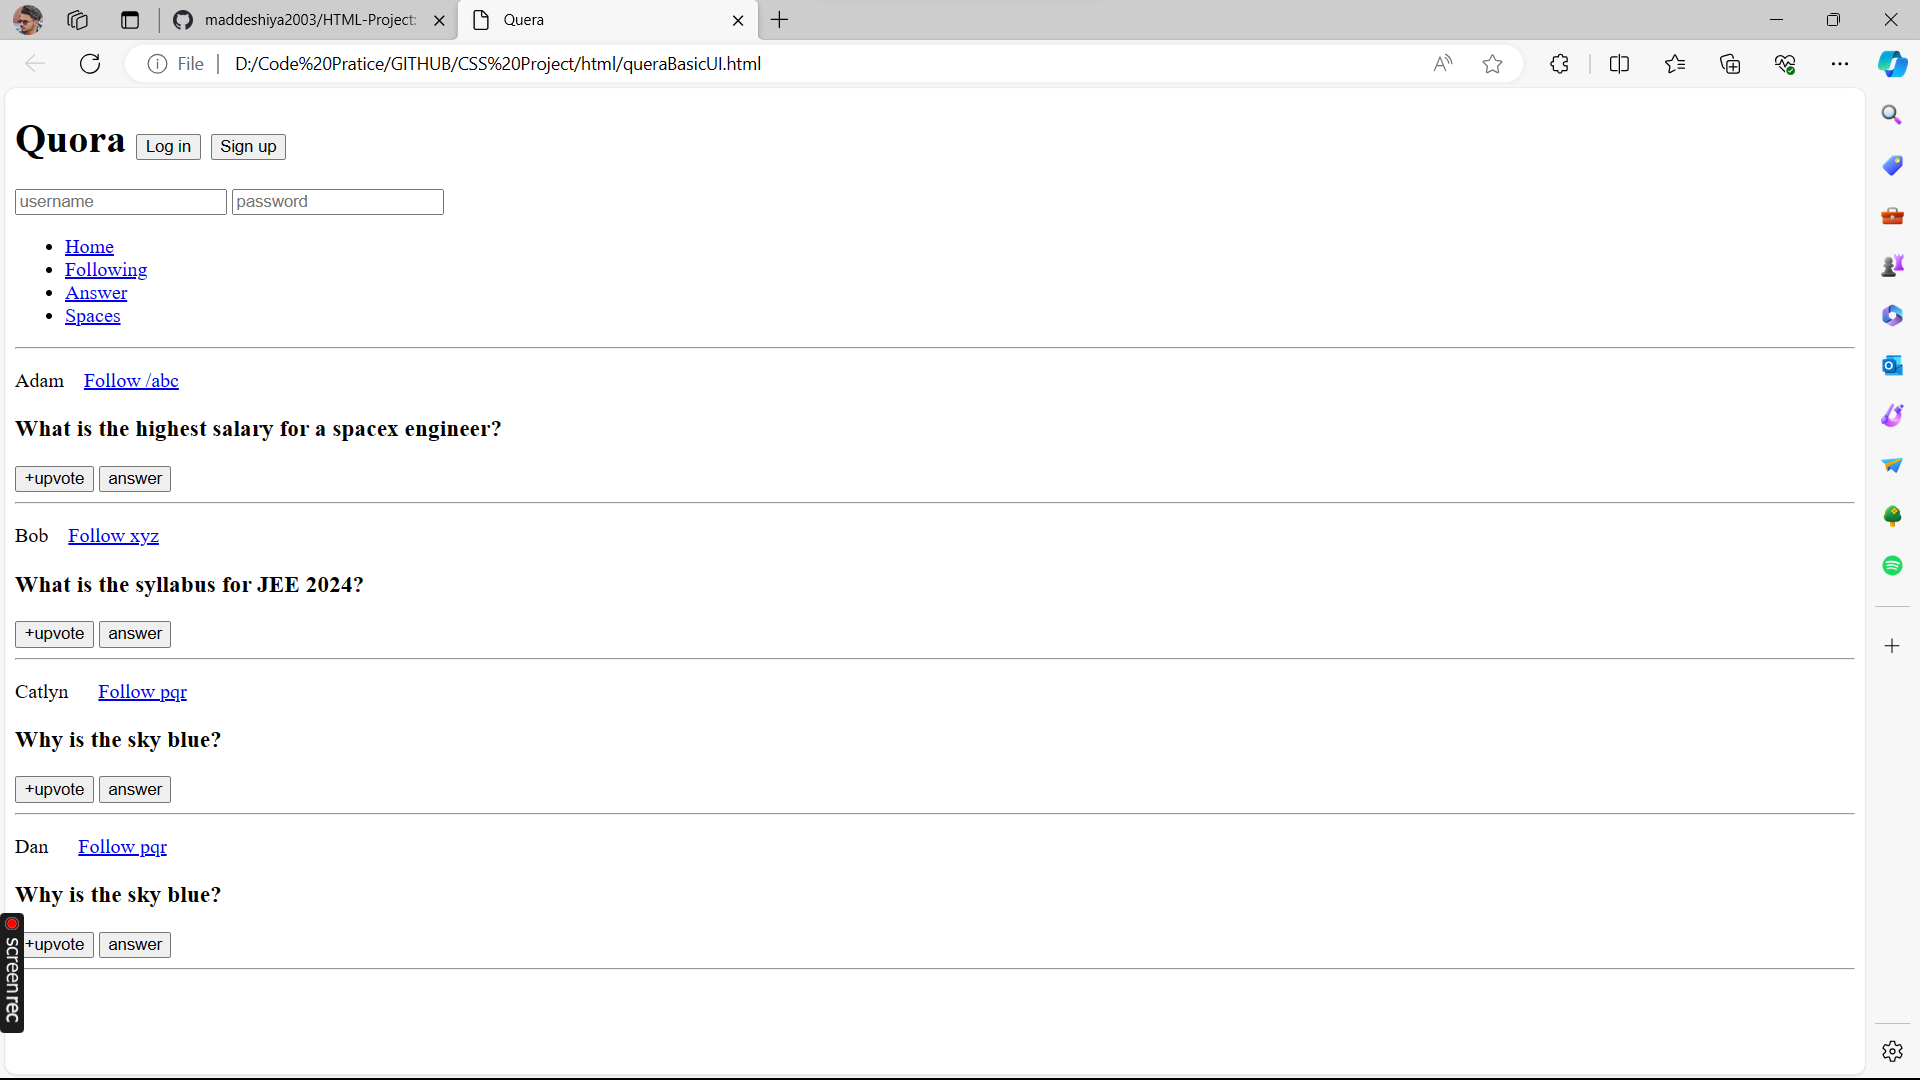 maddeshiya2003/HTML-Project:
Quera
File
D:/Code%20Pratice/GITHUB/CSS%20Project/html/queraBasicUI.html
Quora Log in Sign up
username password
Home
Following
Answer
Spaces
Adam Follow /abc
What is the highest salary for a spacex engineer?
+upvote answer
Bob Follow xyz
What is the syllabus for JEE 2024?
+upvote answer
Catlyn Follow pqr
Why is the sky blue?
+upvote answer
Dan Follow pqr
Why is the sky blue?
+upvote answer
screenrec